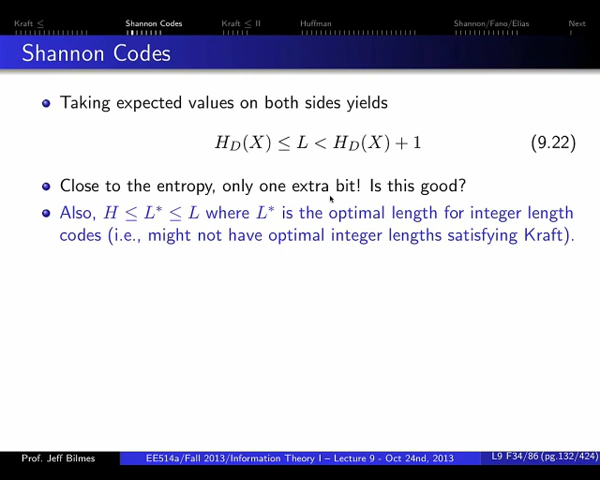 Kraft ≤ Shannon Codes Kraft ≤ II Huffman Shannon/Fano/Elias Next
Shannon Codes
Taking expected values on both sides yields
H_D(X) ≤ L < H_D(X) + 1 (9.22)
Close to the entropy, only one extra bit! Is this good?
Also, H ≤ L* ≤ L where L* is the optimal length for integer length
codes (i.e., might not have optimal integer lengths satisfying Kraft).
Prof. Jeff Bilmes EE514a/Fall 2013/Information Theory I – Lecture 9 - Oct 24nd, 2013 L9 F34/86 (pg.132/424)